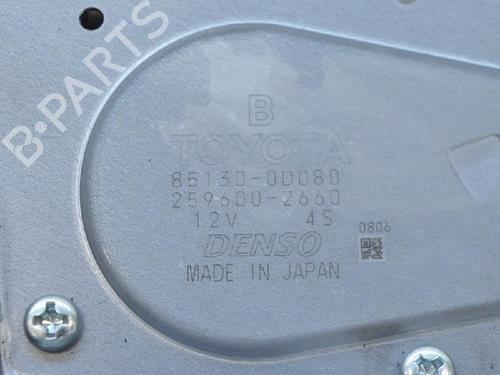 B·PARTS
B
TOYOTA
85130-0D080
259600-2660
12V 4S
0806
DENSO
MADE IN JAPAN